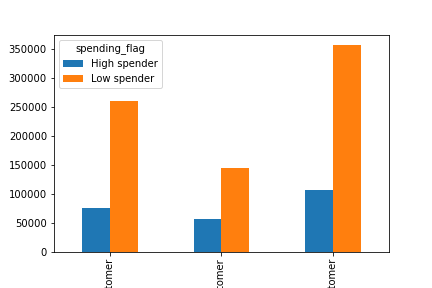 350000
300000
250000
200000
150000
100000
50000
0
spending_flag
High spender
Low spender
tomer
tomer
tomer